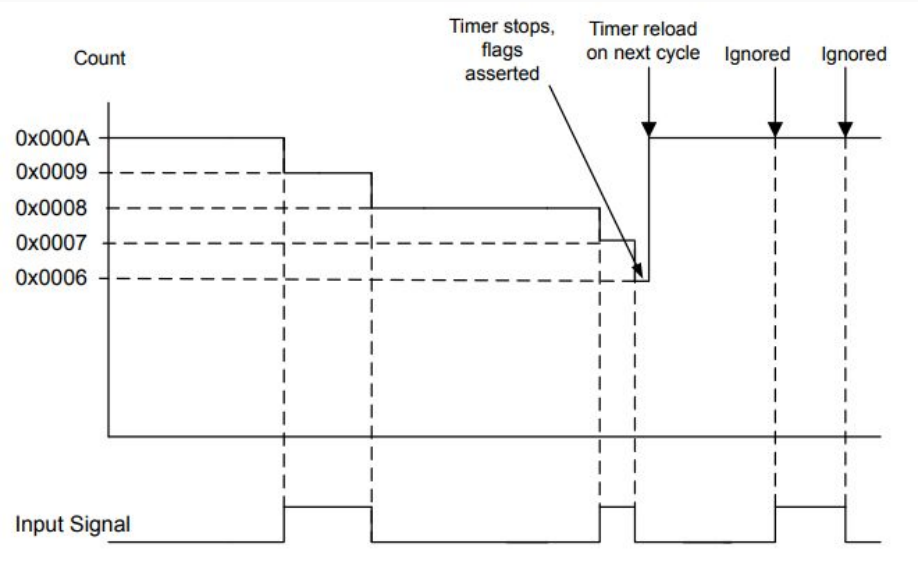 Timer stops,
flags
asserted
Timer reload
on next cycle
Ignored
Ignored
Count
0x000A
0x0009
0x0008
0x0007
0x0006
Input Signal